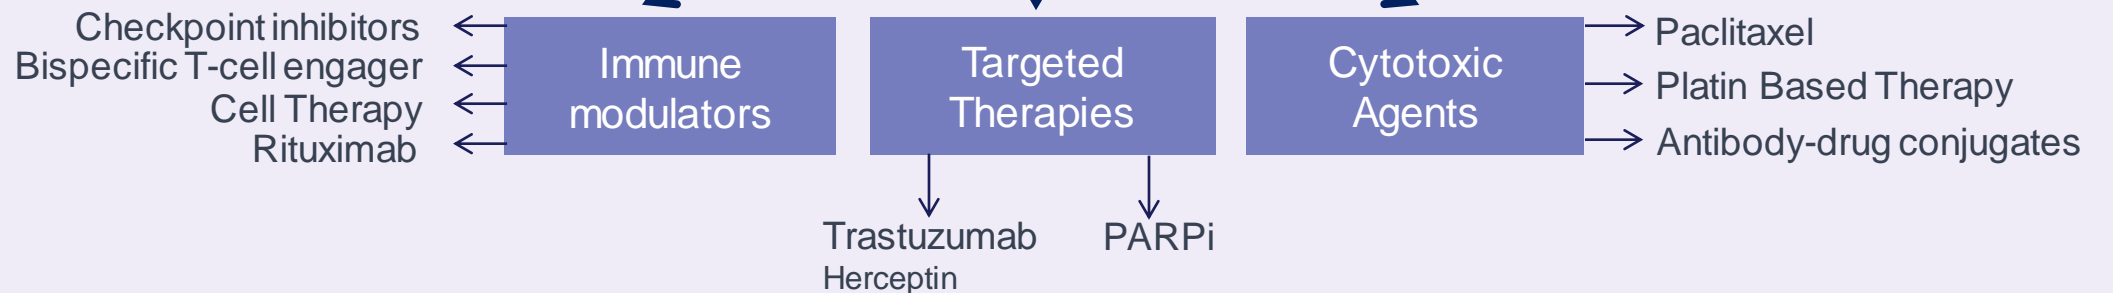 Checkpoint inhibitors
Bispecific T-cell engager
Cell Therapy
Rituximab
Immune
modulators
Targeted
Therapies
Cytotoxic
Agents
Paclitaxel
Platin Based Therapy
Antibody-drug conjugates
Trastuzumab
Herceptin
PARPi